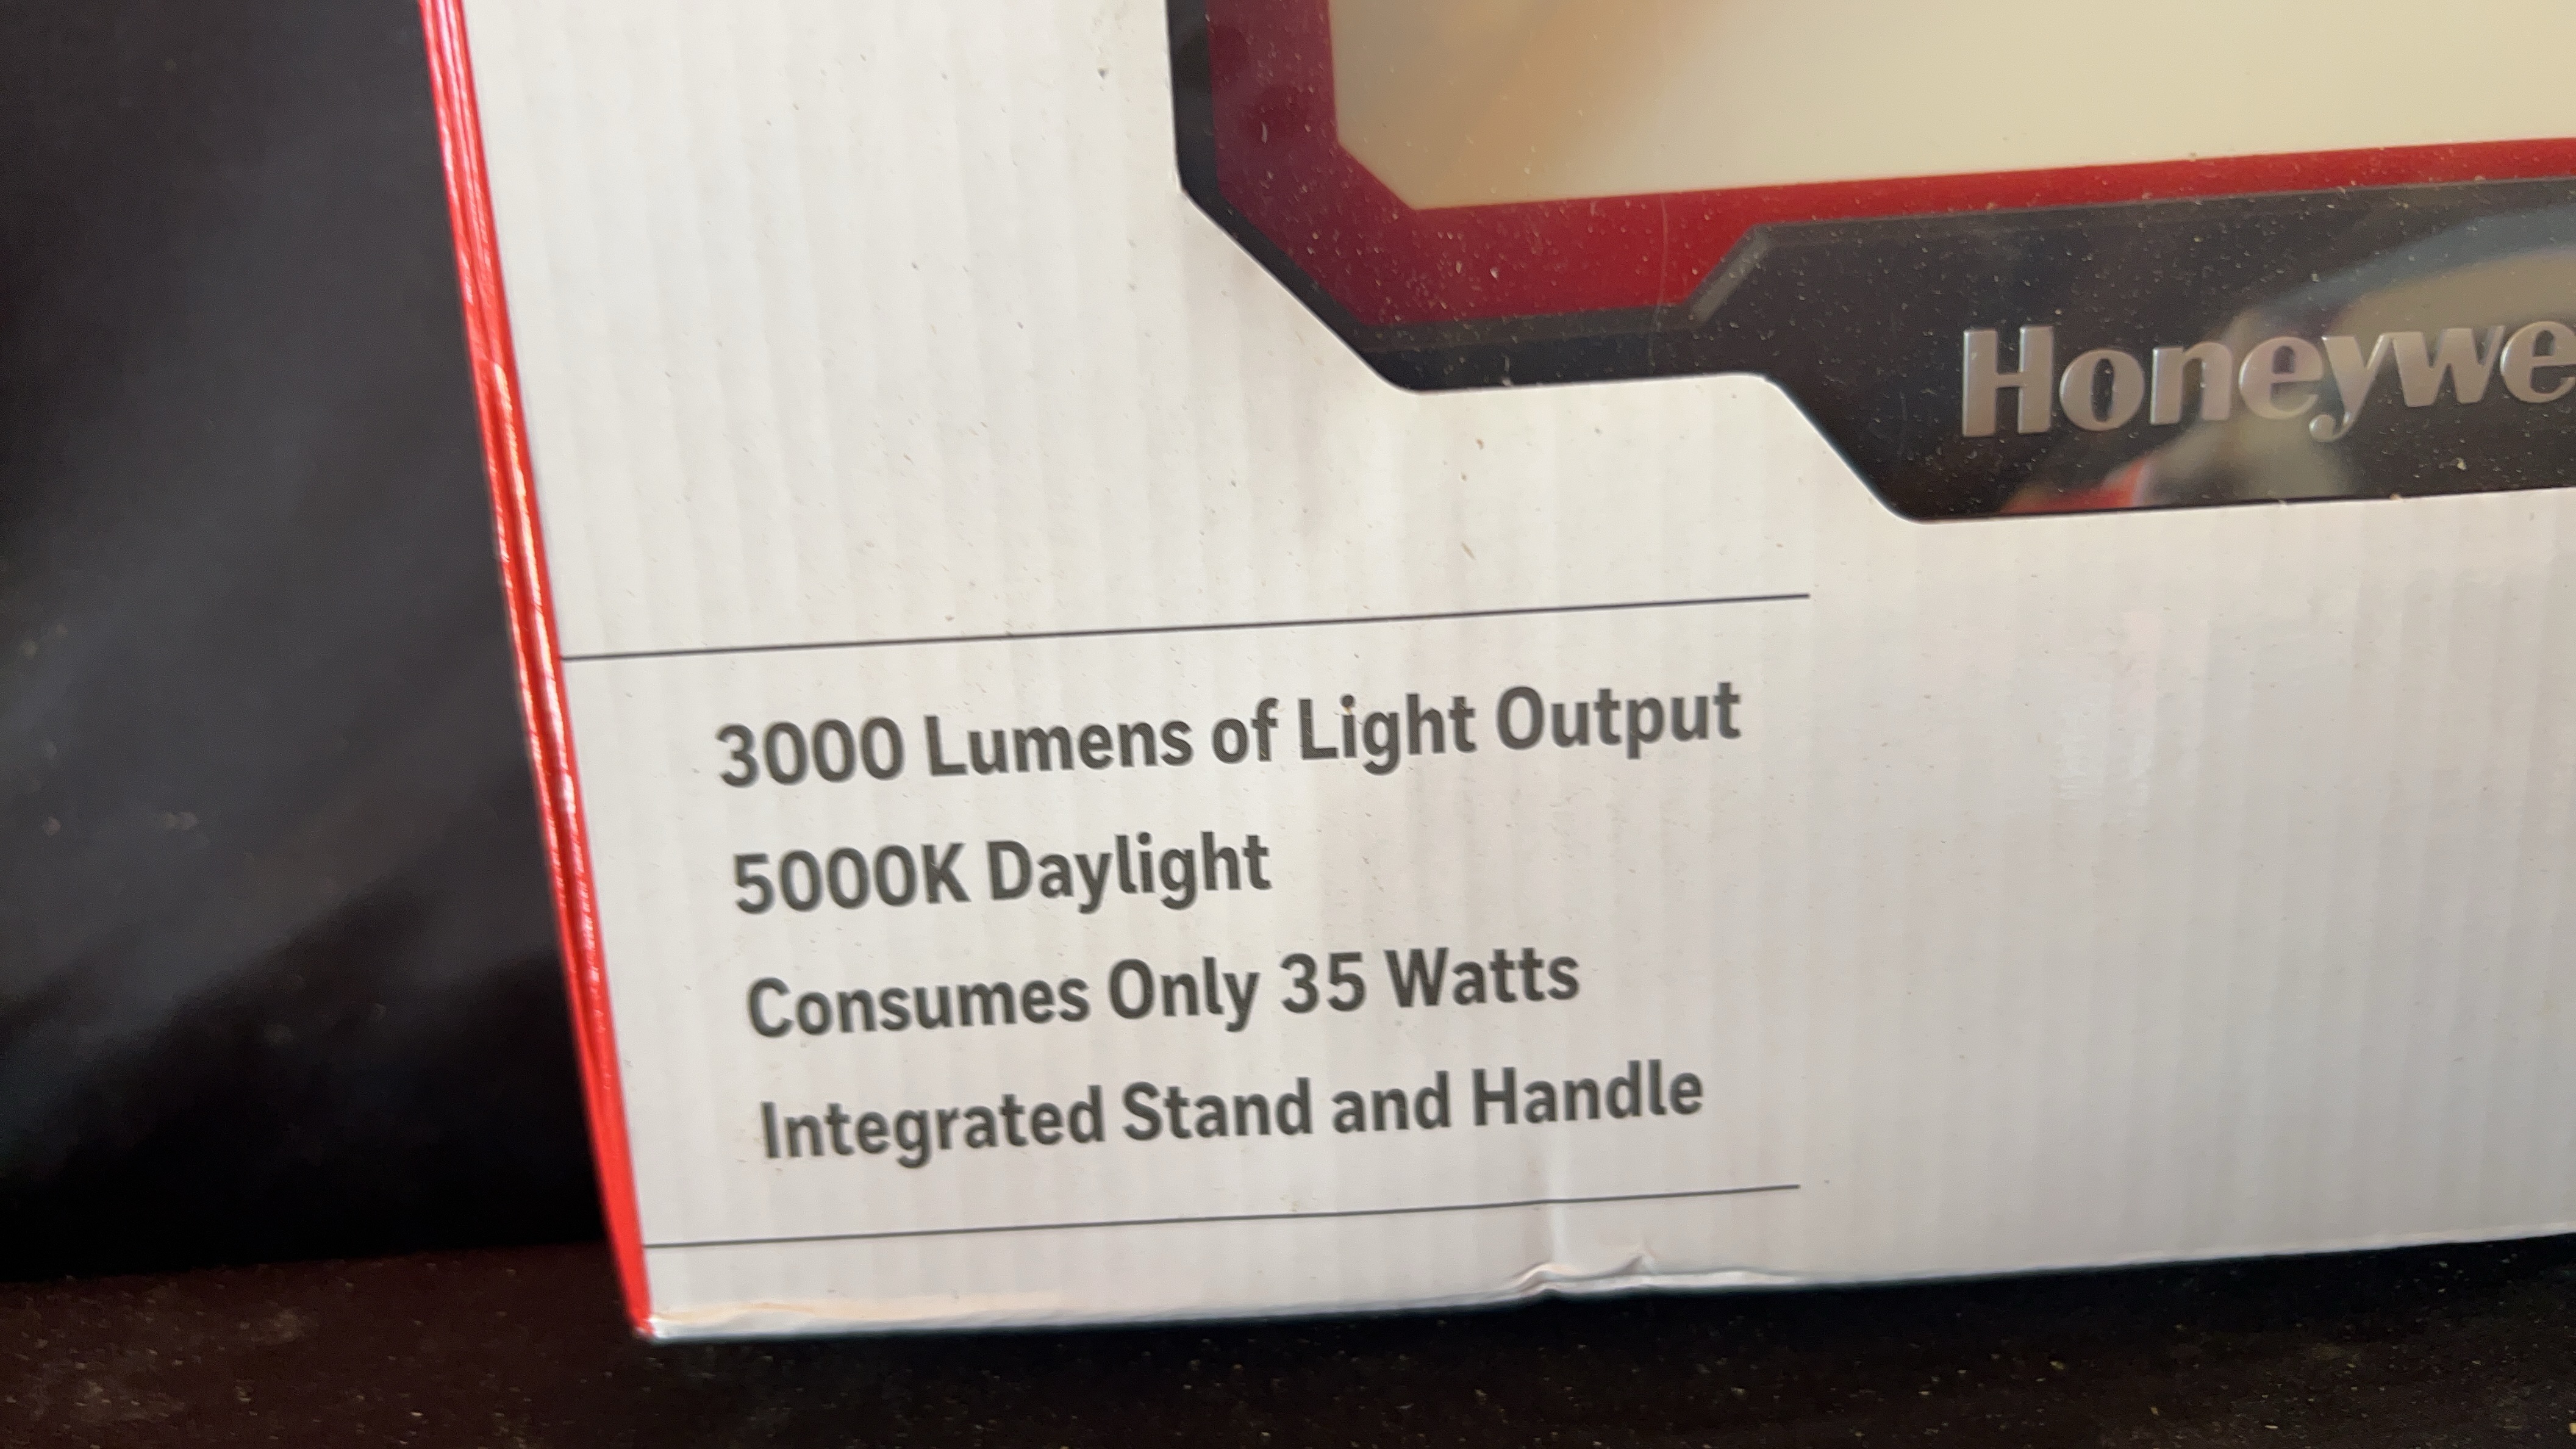 Honeywe
3000 Lumens of Light Output
5000K Daylight
Consumes Only 35 Watts
Integrated Stand and Handle